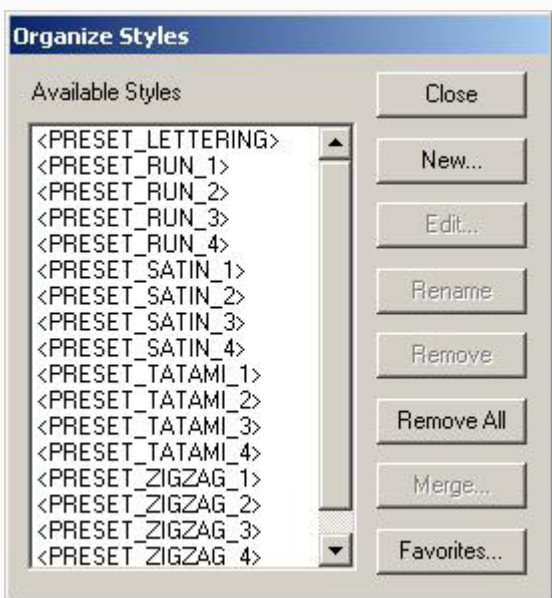 Organize Styles
Available Styles
<PRESET_LETTERING>
<PRESET_RUN_1>
<PRESET_RUN_2>
<PRESET_RUN_3>
<PRESET_RUN_4>
<PRESET_SATIN_1>
<PRESET_SATIN_2>
<PRESET_SATIN_3>
<PRESET_SATIN_4>
<PRESET_TATAMI_1>
<PRESET_TATAMI_2>
<PRESET_TATAMI_3>
<PRESET_TATAMI_4>
<PRESET_ZIGZAG_1>
<PRESET_ZIGZAG_2>
<PRESET_ZIGZAG_3>
<PRESET_ZIGZAG_4>
Close
New...
Edit...
Rename
Remove
Remove All
Merge...
Favorites...